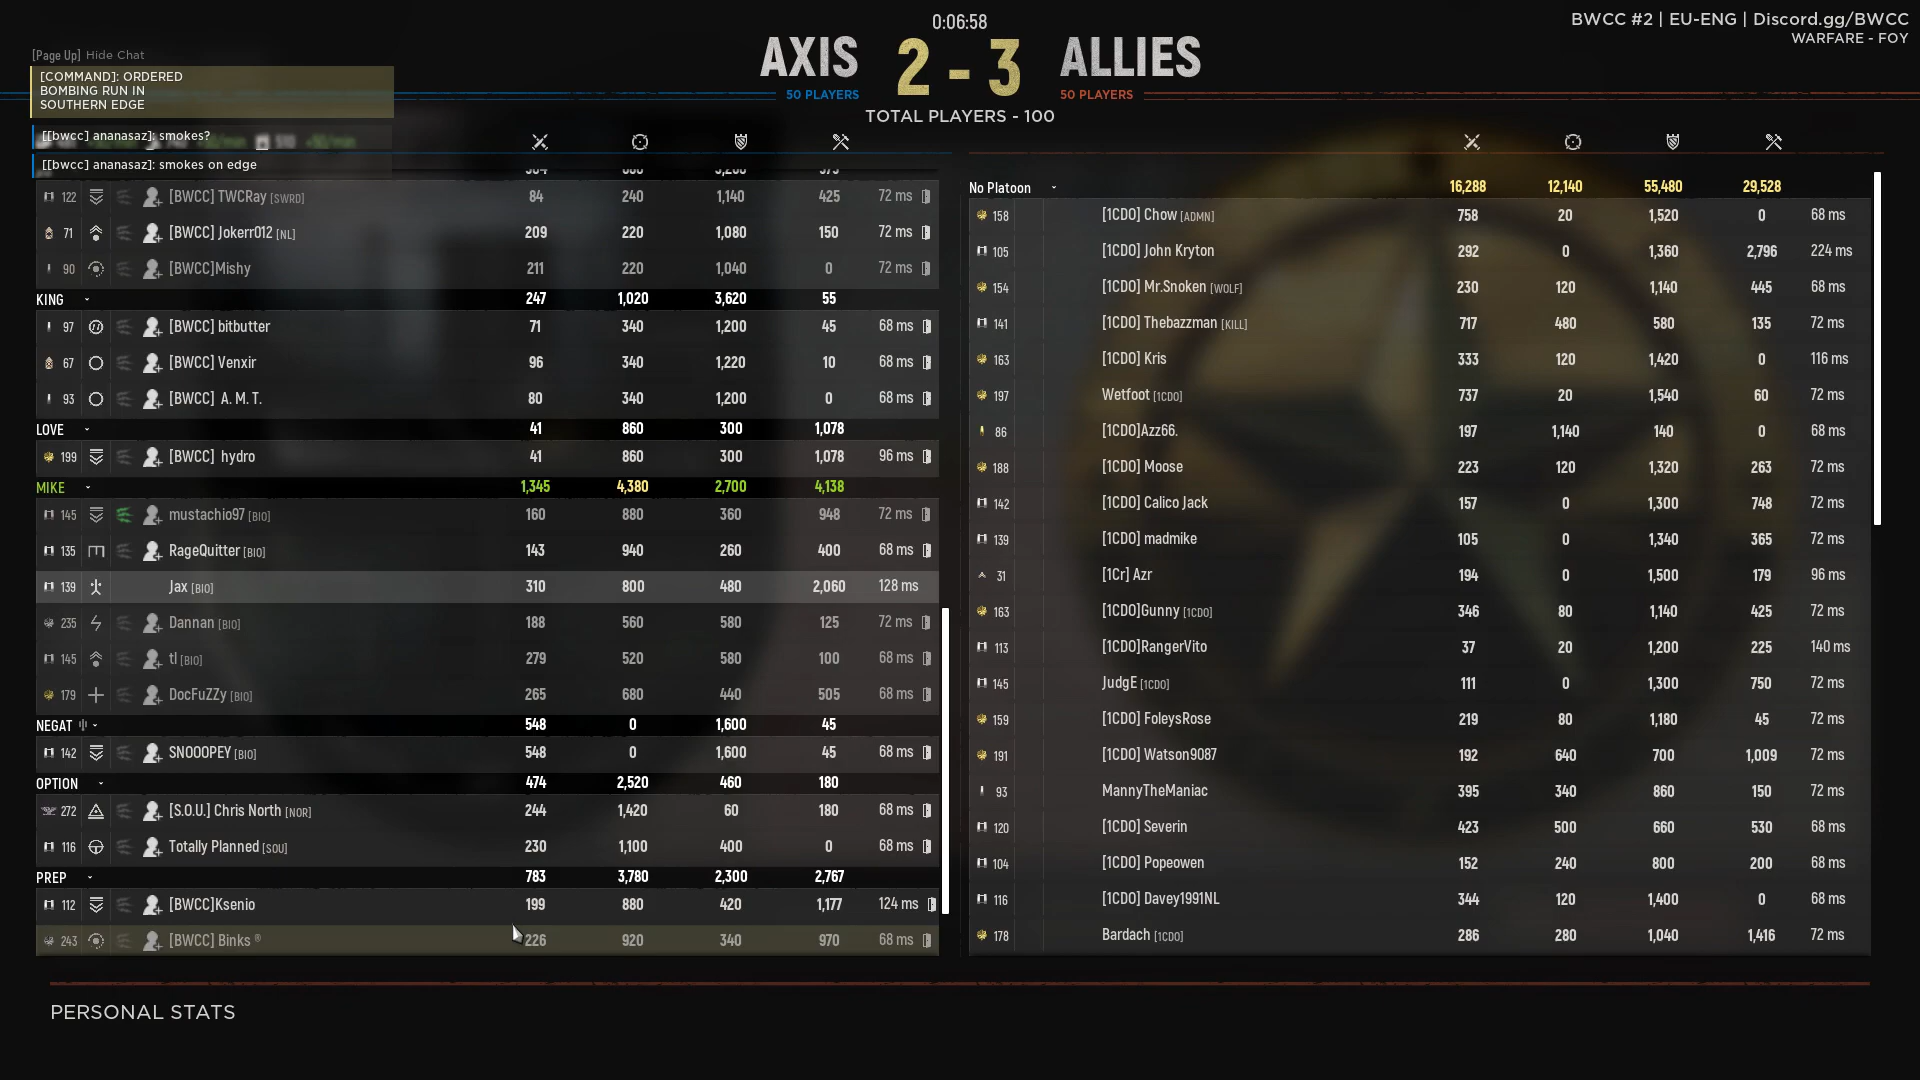 0:06:58
AXIS 2 - 3 ALLIES
50 PLAYERS 50 PLAYERS
TOTAL PLAYERS - 100
BWCC #2 | EU-ENG | Discord.gg/BWCC
WARFARE - FOY
[Page Up] Hide Chat
[COMMAND]: ORDERED
BOMBING RUN IN
SOUTHERN EDGE
[[bwcc] ananasaz]: smokes?
[[bwcc] ananasaz]: smokes on edge
122 [BWCC] TWCRay [SWRD] 84 240 1,140 425 72 ms
71 [BWCC] Jokerr012 [NL] 209 220 1,080 150 72 ms
90 [BWCC]Mishy 211 220 1,040 0 72 ms
KING 247 1,020 3,620 55
97 [BWCC] bitbutter 71 340 1,200 45 68 ms
67 [BWCC] Venxir 96 340 1,220 10 68 ms
93 [BWCC] A. M. T. 80 340 1,200 0 68 ms
LOVE 41 860 300 1,078
199 [BWCC] hydro 41 860 300 1,078 96 ms
MIKE 1,345 4,380 2,700 4,138
145 mustachio97 [BIO] 160 880 360 948 72 ms
135 RageQuitter [BIO] 143 940 260 400 68 ms
139 Jax [BIO] 310 800 480 2,060 128 ms
235 Dannan [BIO] 188 560 580 125 72 ms
145 tl [BIO] 279 520 580 100 68 ms
179 DocFuZZy [BIO] 265 680 440 505 68 ms
NEGAT 548 0 1,600 45
142 SNOOOPEY [BIO] 548 0 1,600 45 68 ms
OPTION 474 2,520 460 180
272 [S.O.U.] Chris North [NOR] 244 1,420 60 180 68 ms
116 Totally Planned [SOU] 230 1,100 400 0 68 ms
PREP 783 3,780 2,300 2,767
112 [BWCC]Ksenio 199 880 420 1,177 124 ms
243 [BWCC] Binks ® 226 920 340 970 68 ms
No Platoon 16,288 12,140 55,480 29,528
158 [1CDO] Chow [ADMN] 758 20 1,520 0 68 ms
105 [1CDO] John Kryton 292 0 1,360 2,796 224 ms
154 [1CDO] Mr.Snoken [WOLF] 230 120 1,140 445 68 ms
141 [1CDO] Thebazzman [KILL] 717 480 580 135 72 ms
163 [1CDO] Kris 333 120 1,420 0 116 ms
197 Wetfoot [1CDO] 737 20 1,540 60 72 ms
86 [1CDO]Azz66. 197 1,140 140 0 68 ms
188 [1CDO] Moose 223 120 1,320 263 72 ms
142 [1CDO] Calico Jack 157 0 1,300 748 72 ms
139 [1CDO] madmike 105 0 1,340 365 72 ms
31 [1Cr] Azr 194 0 1,500 179 96 ms
163 [1CDO]Gunny [1CDO] 346 80 1,140 425 72 ms
113 [1CDO]RangerVito 37 20 1,200 225 140 ms
145 JudgE [1CDO] 111 0 1,300 750 72 ms
159 [1CDO] FoleysRose 219 80 1,180 45 72 ms
191 [1CDO] Watson9087 192 640 700 1,009 72 ms
93 MannyTheManiac 395 340 860 150 72 ms
120 [1CDO] Severin 423 500 660 530 68 ms
104 [1CDO] Popeowen 152 240 800 200 68 ms
116 [1CDO] Davey1991NL 344 120 1,400 0 68 ms
178 Bardach [1CDO] 286 280 1,040 1,416 72 ms
PERSONAL STATS